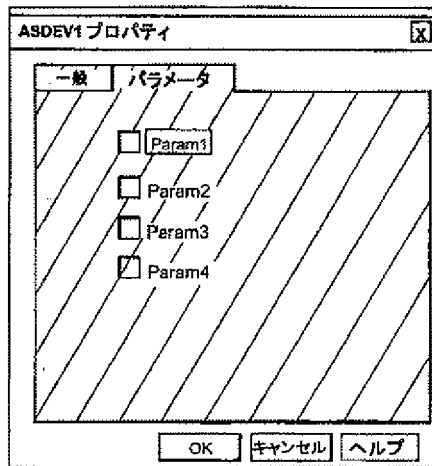 ASDEV1 プロパティ X
一般 パラメータ
Param1
Param2
Param3
Param4
OK キャンセル ヘルプ